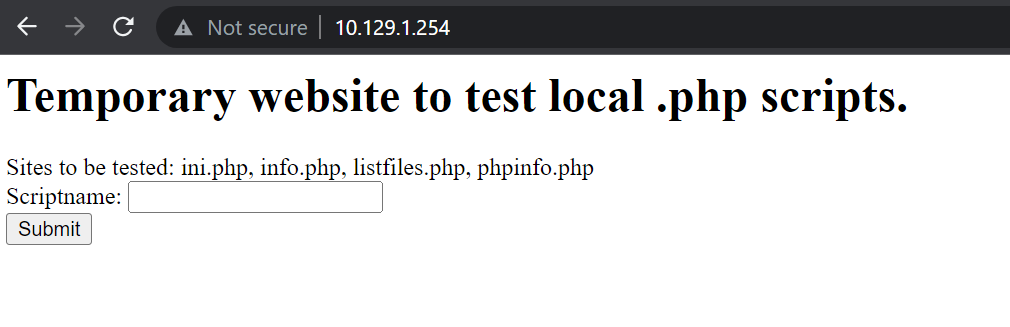 Not secure | 10.129.1.254
Temporary website to test local .php scripts.
Sites to be tested: ini.php, info.php, listfiles.php, phpinfo.php
Scriptname:
Submit